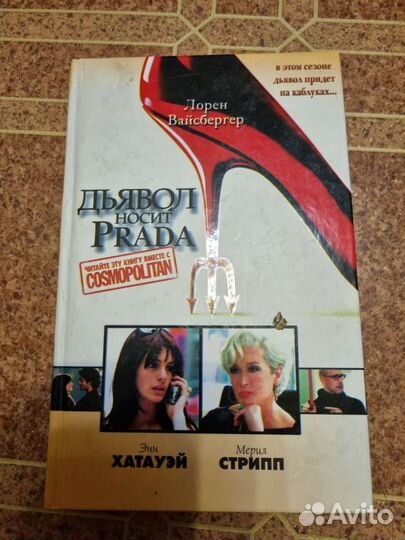 в этом сезоне
дьявол придет
на каблуках...
Лорен
Вайсбергер
ДЬЯВОЛ
НОСИТ
PRADA
ЧИТАЙТЕ ЭТУ КНИГУ ВМЕСТЕ С
COSMOPOLITAN
Энн
ХАТАУЭЙ
Мерил
СТРИПП
Avito